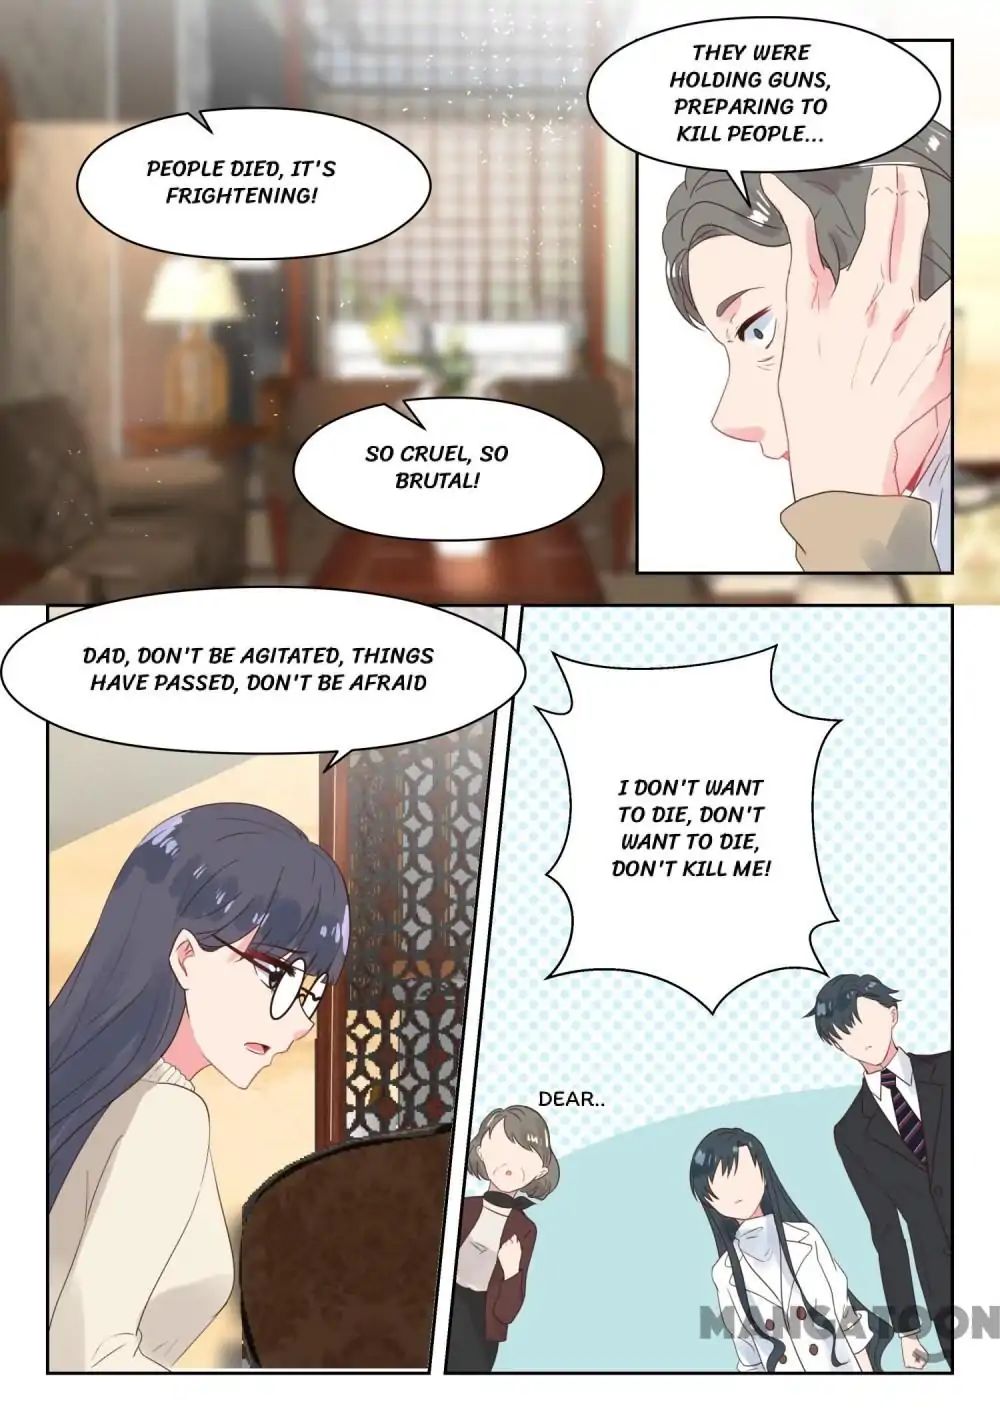 THEY WERE
HOLDING GUNS,
PREPARING TO
KILL PEOPLE...
PEOPLE DIED, IT'S
FRIGHTENING!
SO CRUEL, SO
BRUTAL!
DAD, DON'T BE AGITATED, THINGS
HAVE PASSED, DON'T BE AFRAID
I DON'T WANT
TO DIE, DON'T
WANT TO DIE,
DON'T KILL ME!
DEAR..
MANGATOON